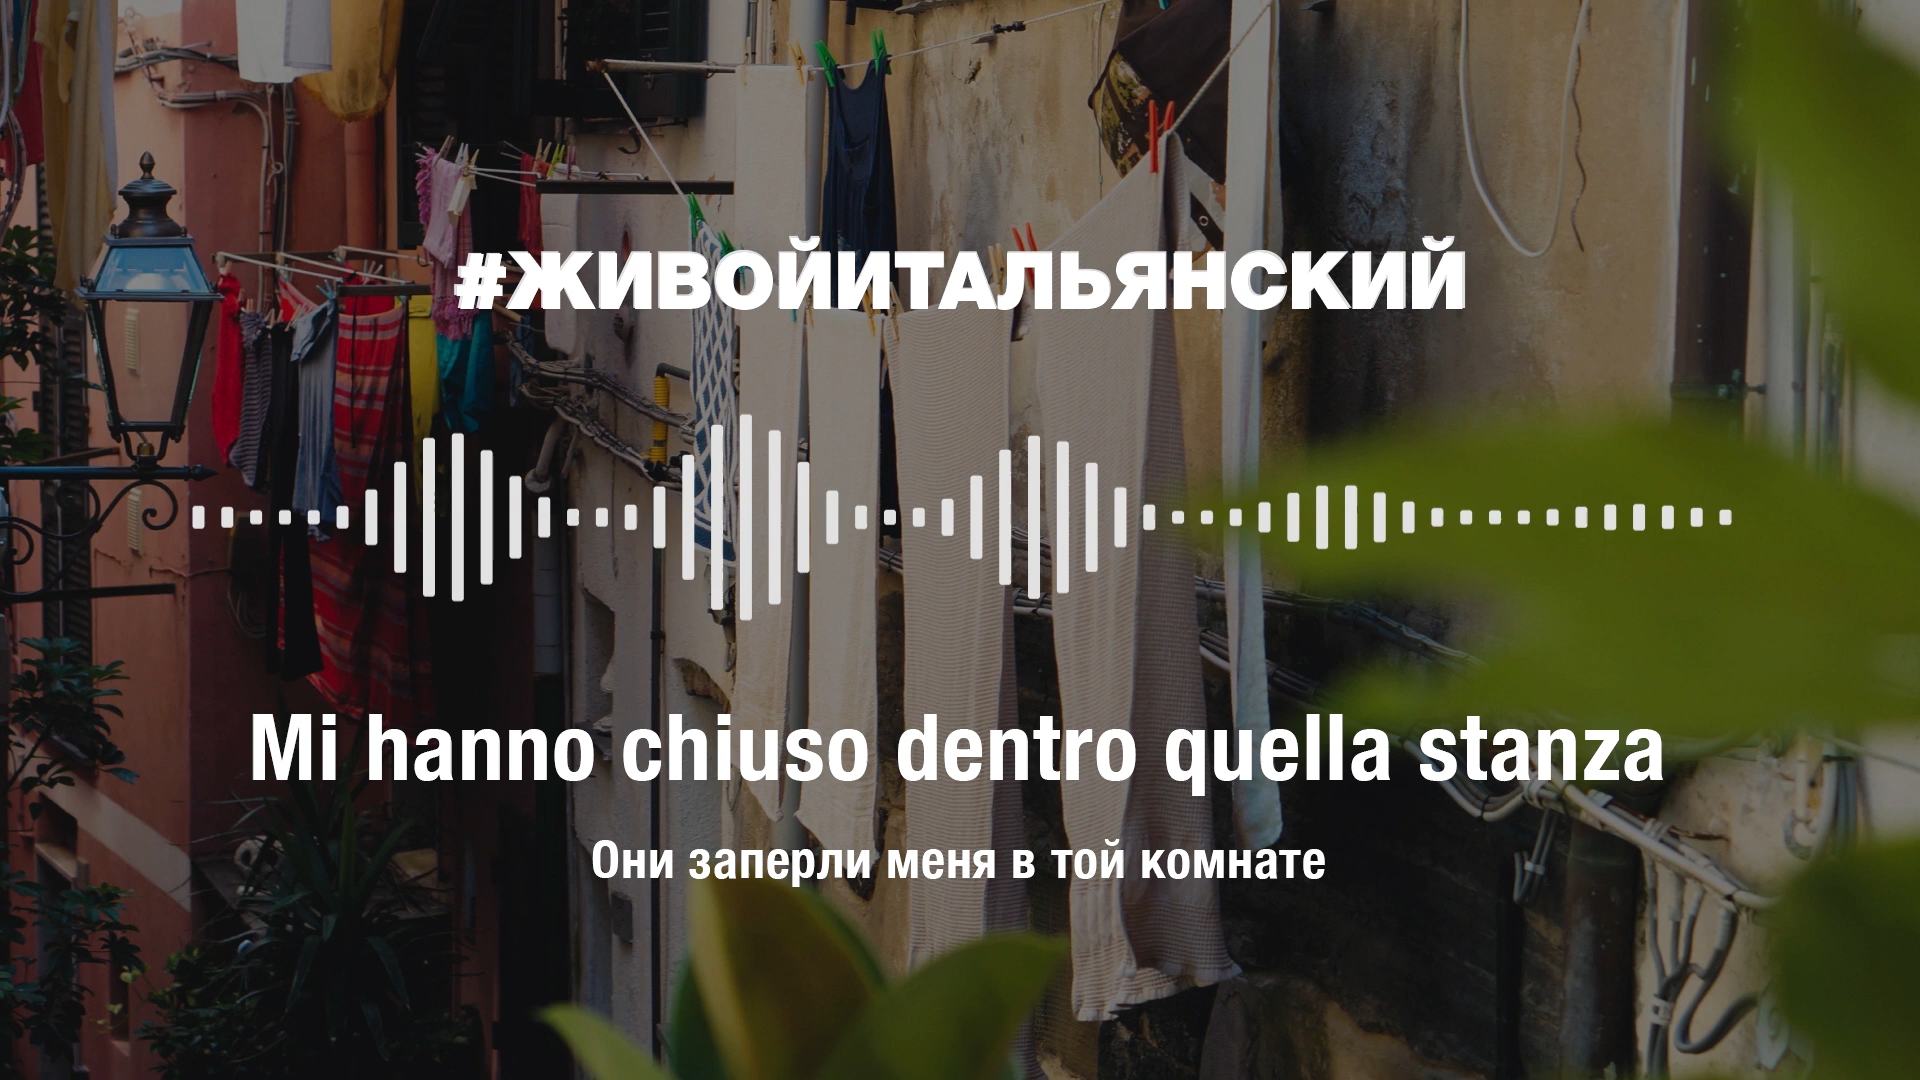 #ЖИВОЙИТАЛЬЯНСКИЙ
Mi hanno chiuso dentro quella stanza
Они заперли меня в той комнате